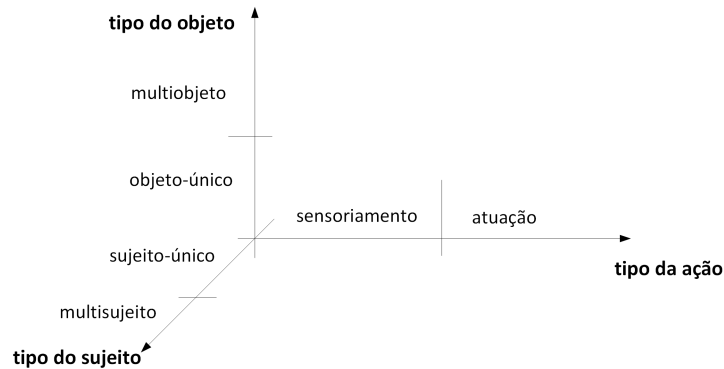 tipo do objeto
multiobjeto
objeto-único
sensoriamento
atuação
sujeito-único
tipo da ação
multisujeito
tipo do sujeito